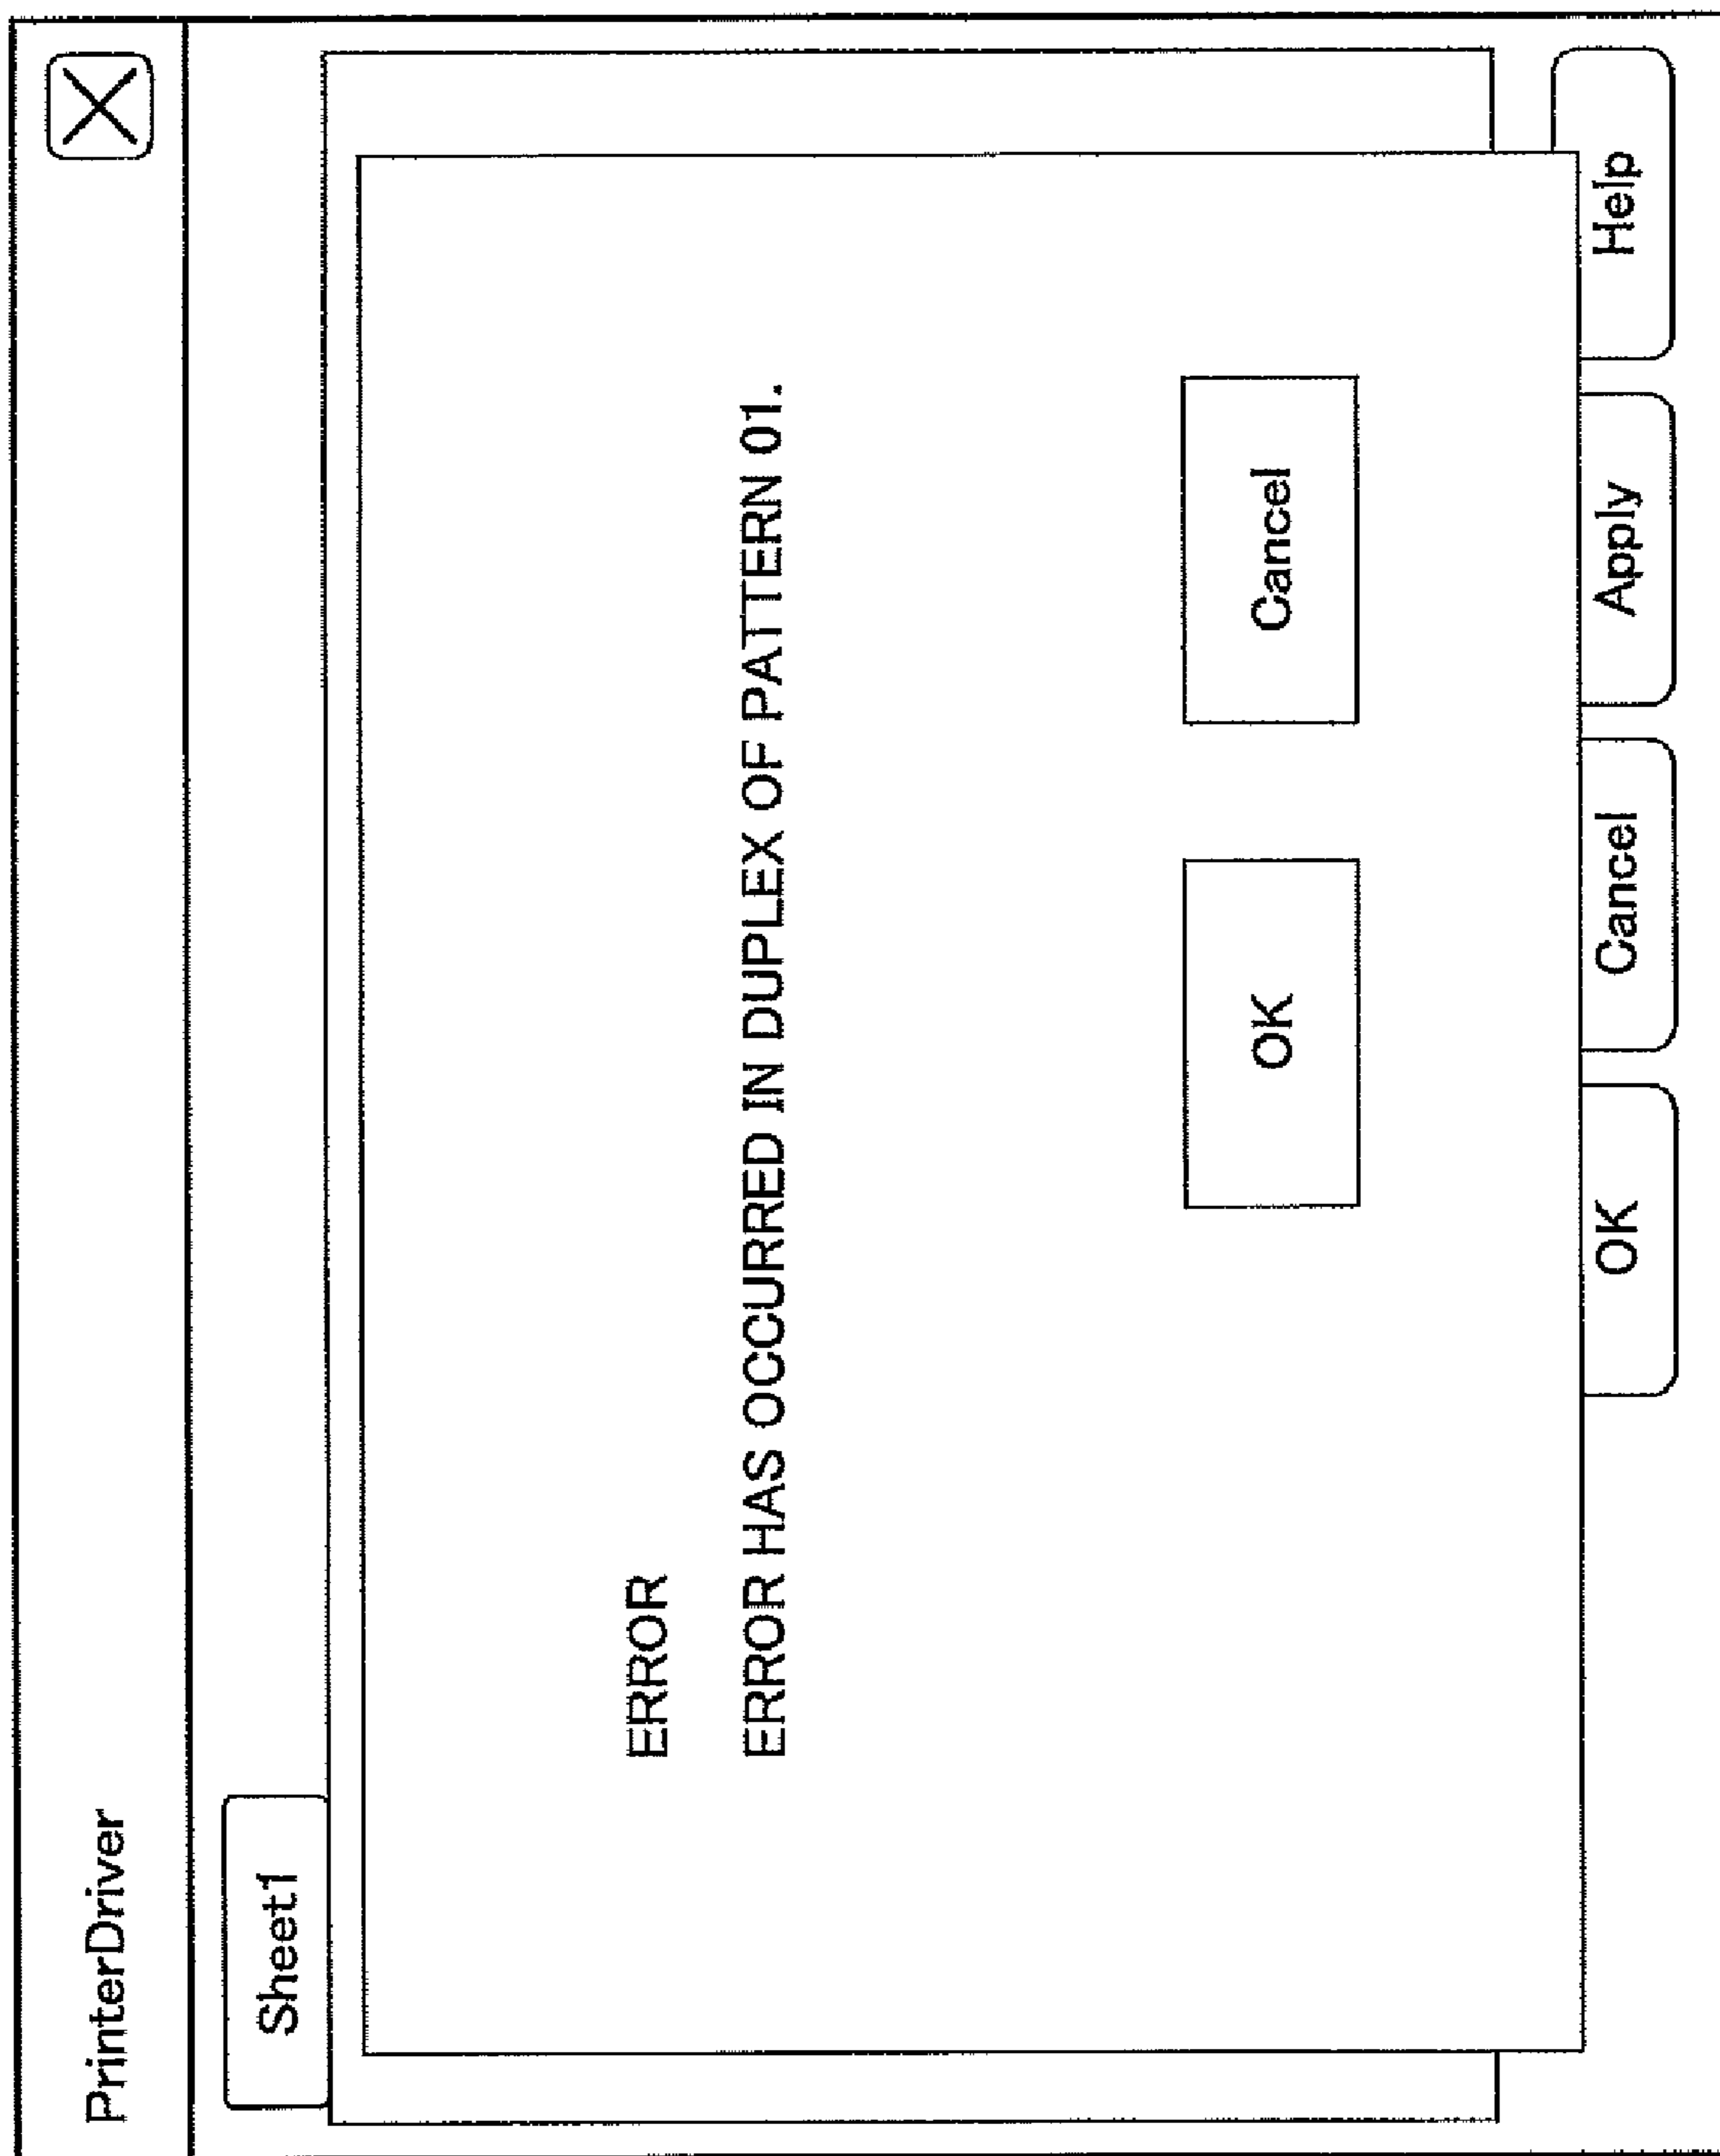 PrinterDriver
Sheet1
ERROR
ERROR HAS OCCURRED IN DUPLEX OF PATTERN 01.
OK Cancel
OK Cancel Apply Help